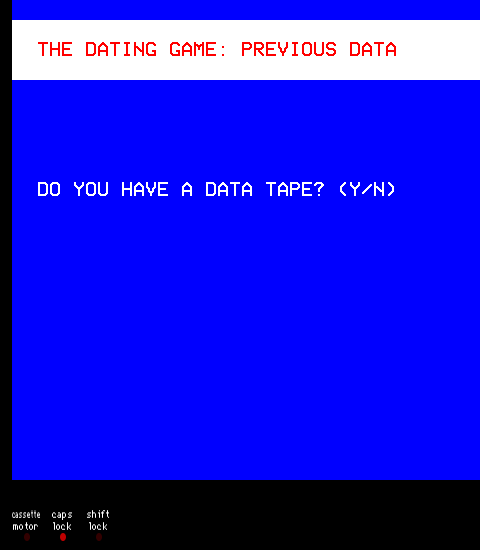 THE DATING GAME: PREVIOUS DATA
DO YOU HAVE A DATA TAPE? (Y/N)
cassette caps shift
motor lock lock